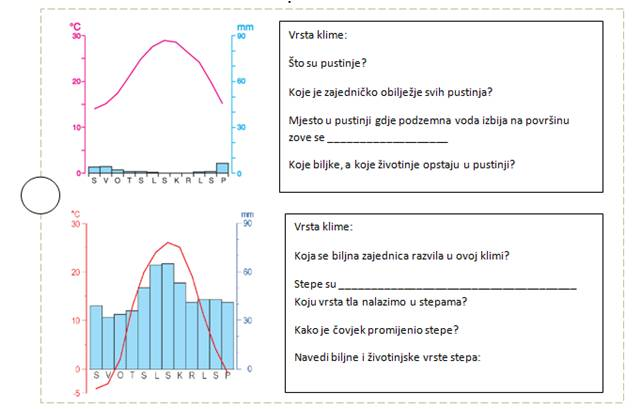 °C
mm
30
90
20
60
10
30
0
0
S V O T S L S K R L S P
Vrsta klime:
Što su pustinje?
Koje je zajedničko obilježje svih pustinja?
Mjesto u pustinji gdje podzemna voda izbija na površinu
zove se ____________________
Koje biljke, a koje životinje opstaju u pustinji?
°C
mm
30
90
20
60
10
30
0
0
-5
S V O T S L S K R L S P
Vrsta klime:
Koja se biljna zajednica razvila u ovoj klimi?
Stepe su ________________________________________
Koju vrsta tla nalazimo u stepama?
Kako je čovjek promijenio stepe?
Navedi biljne i životinjske vrste stepa: